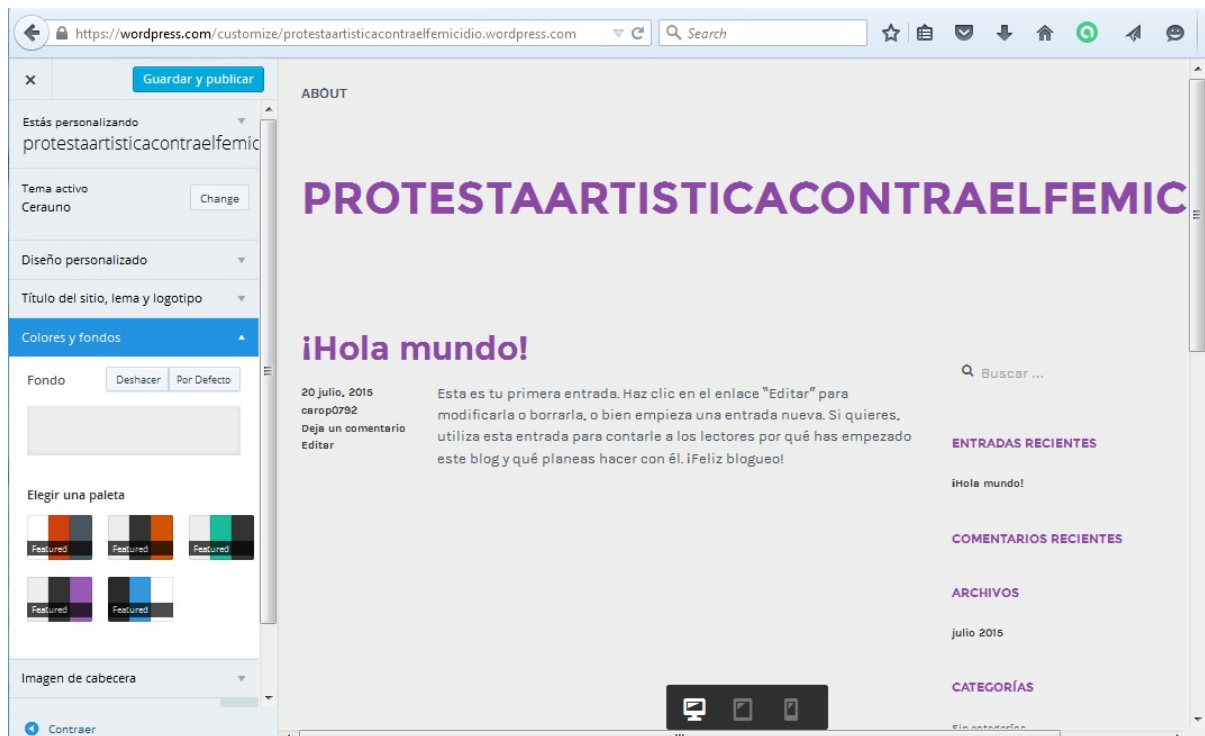 https://wordpress.com/customize/protestaartisticacontraelfemicidio.wordpress.com
Search
Guardar y publicar
Estás personalizando
protestaartisticacontraelfemic
Tema activo
Cerauno
Change
Diseño personalizado
Título del sitio, lema y logotipo
Colores y fondos
Fondo
Deshacer
Por Defecto
Elegir una paleta
Featured
Featured
Featured
Featured
Featured
Imagen de cabecera
Contraer
ABOUT
PROTESTAARTISTICACONTRAELFEMIC
¡Hola mundo!
20 julio, 2015
carop0792
Deja un comentario
Editar
Esta es tu primera entrada. Haz clic en el enlace "Editar" para
modificarla o borrarla, o bien empieza una entrada nueva. Si quieres,
utiliza esta entrada para contarle a los lectores por qué has empezado
este blog y qué planeas hacer con él. ¡Feliz blogueo!
Buscar ...
ENTRADAS RECIENTES
¡Hola mundo!
COMENTARIOS RECIENTES
ARCHIVOS
julio 2015
CATEGORÍAS
Sin categoría